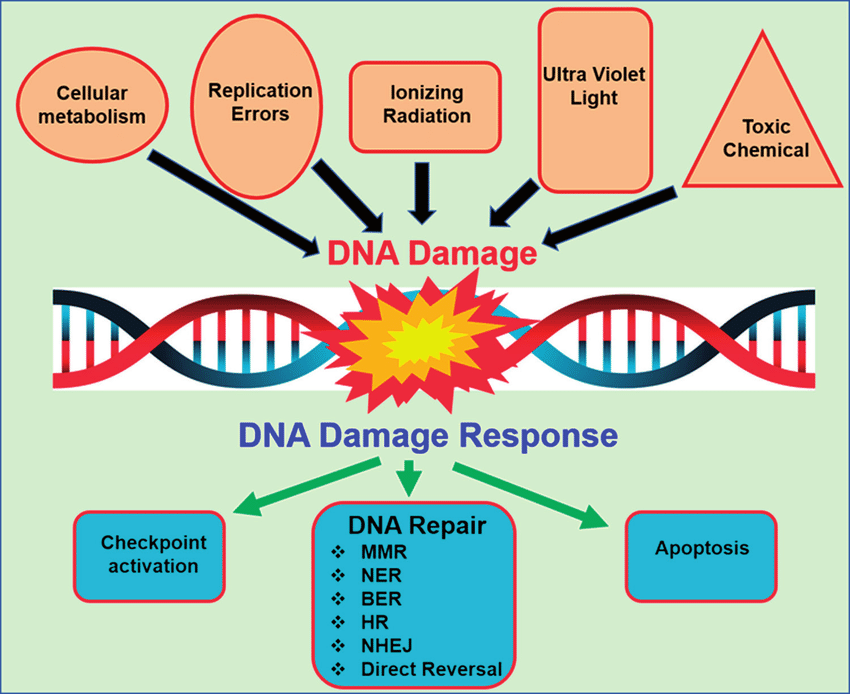 Cellular
metabolism
Replication
Errors
Ionizing
Radiation
Ultra Violet
Light
Toxic
Chemical
DNA Damage
DNA Damage Response
Checkpoint
activation
DNA Repair
❖ MMR
❖ NER
❖ BER
❖ HR
❖ NHEJ
❖ Direct Reversal
Apoptosis